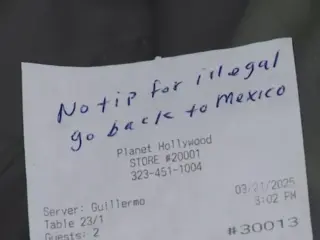 No tip for illegal
go back to mexico
Planet Hollywood
STORE #20001
323-451-1004
Server: Guillermo 03/21/2025
Table 23/1 3:02 PM
Guests: 2 #30013